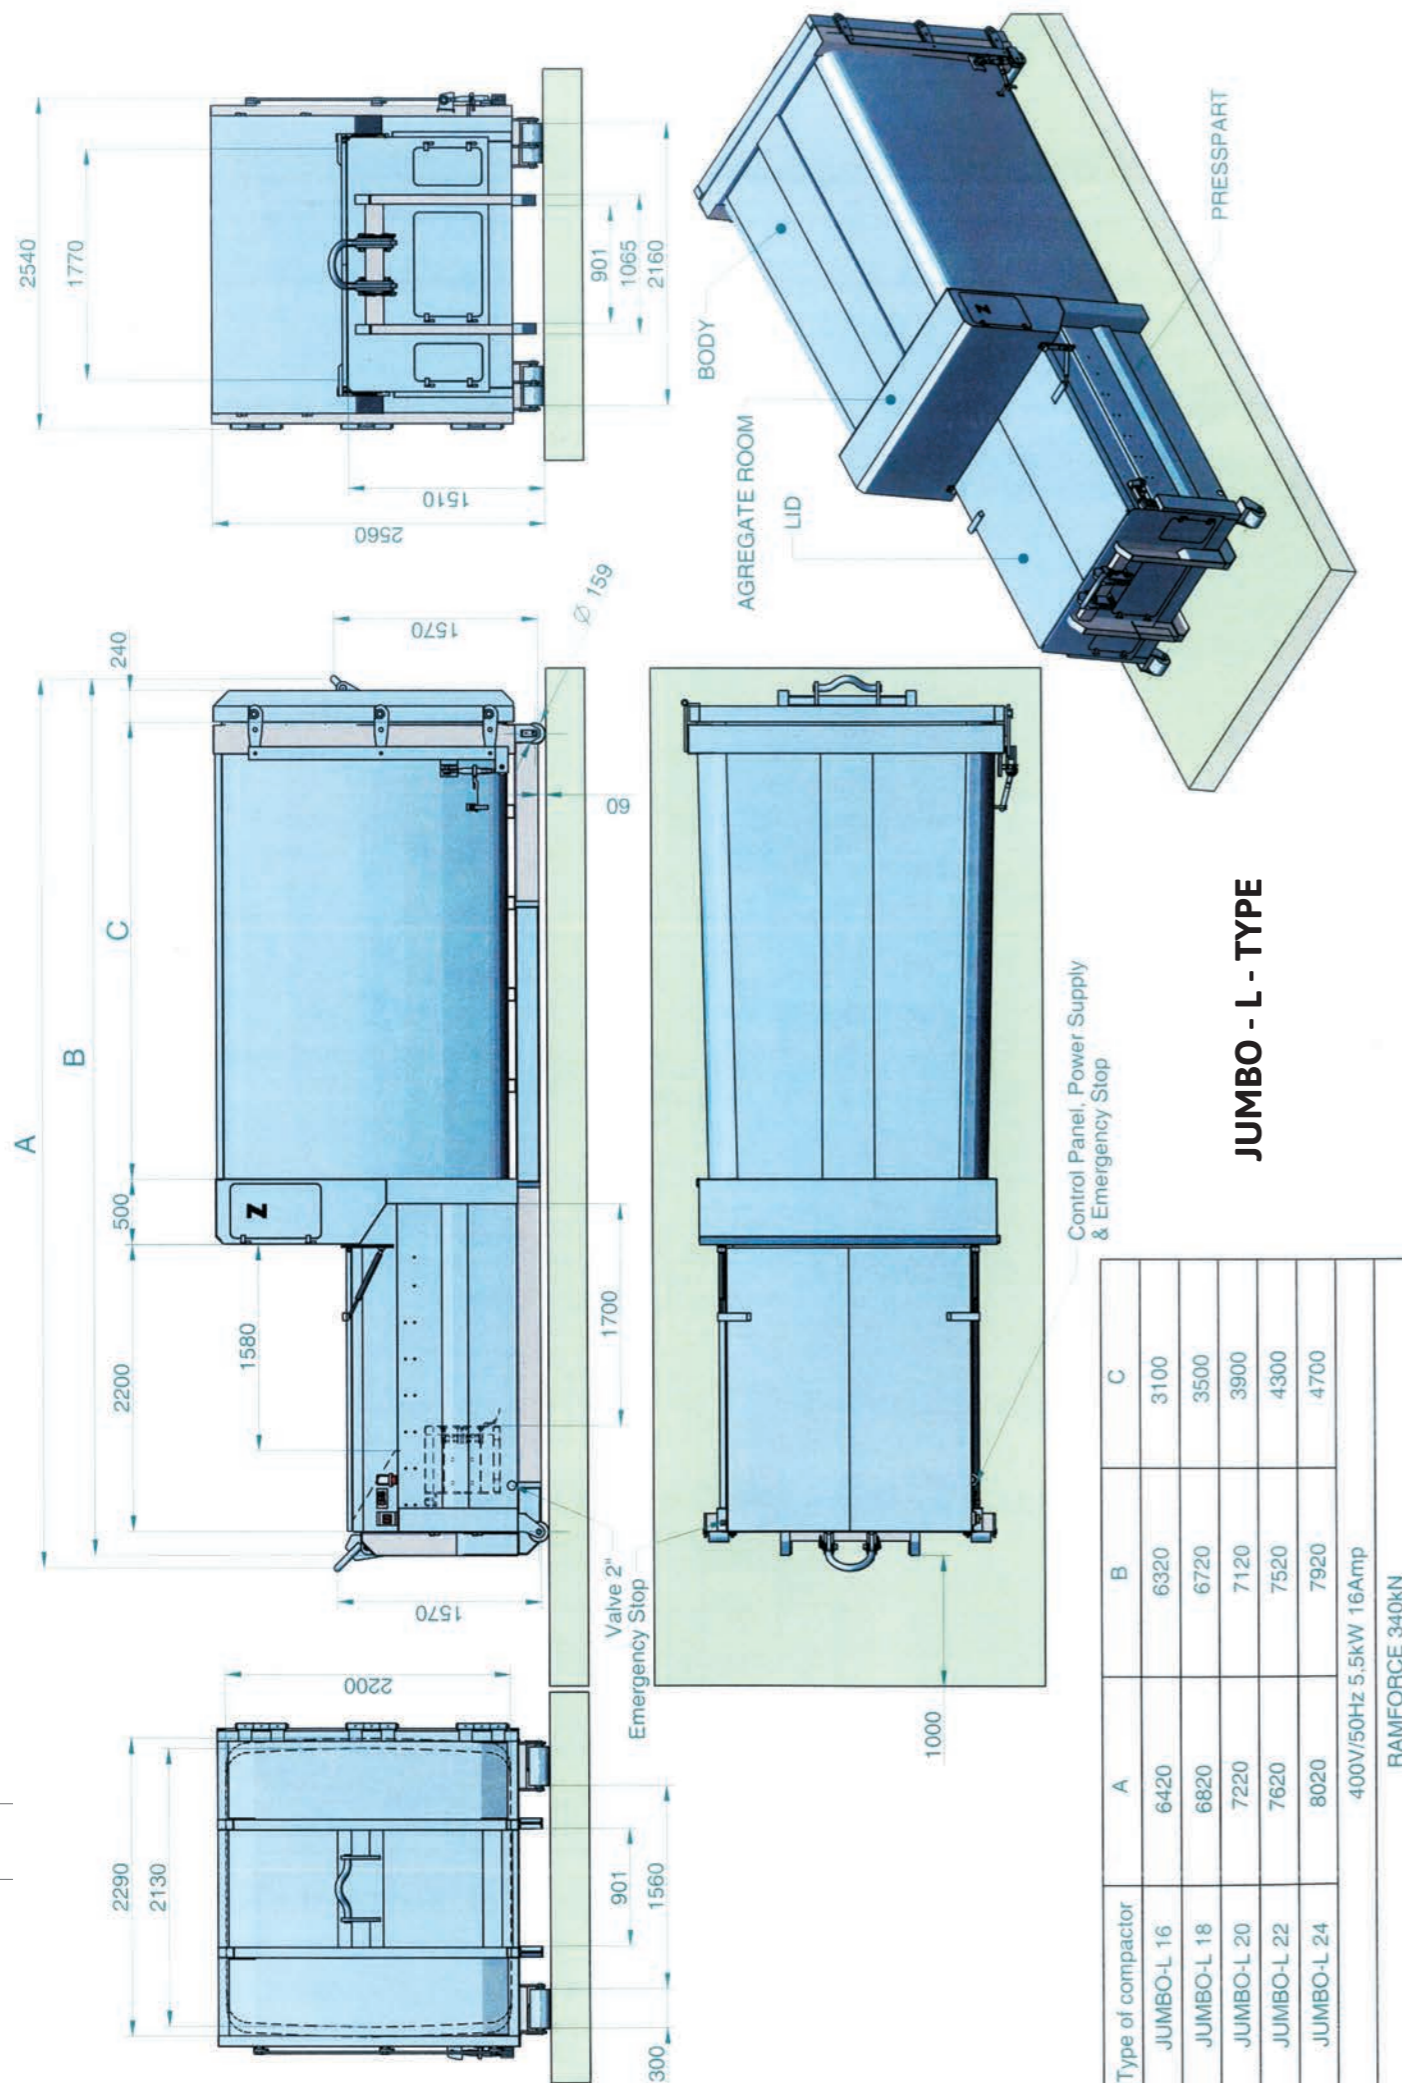 A
B
C
240
500
2200
1580
1570
Ø 159
60
1700
1570
Valve 2"
Emergency Stop
Z
2540
1770
901
1065
2160
1510
2560
2290
2130
2200
901
1560
300
1000
Control Panel, Power Supply
& Emergency Stop
BODY
AGREGATE ROOM
LID
PRESSPART
Z
JUMBO - L - TYPE
Type of compactor A B C
JUMBO-L 16 6420 6320 3100
JUMBO-L 18 6820 6720 3500
JUMBO-L 20 7220 7120 3900
JUMBO-L 22 7620 7520 4300
JUMBO-L 24 8020 7920 4700
400V/50Hz 5,5kW 16Amp
RAMFORCE 340kN